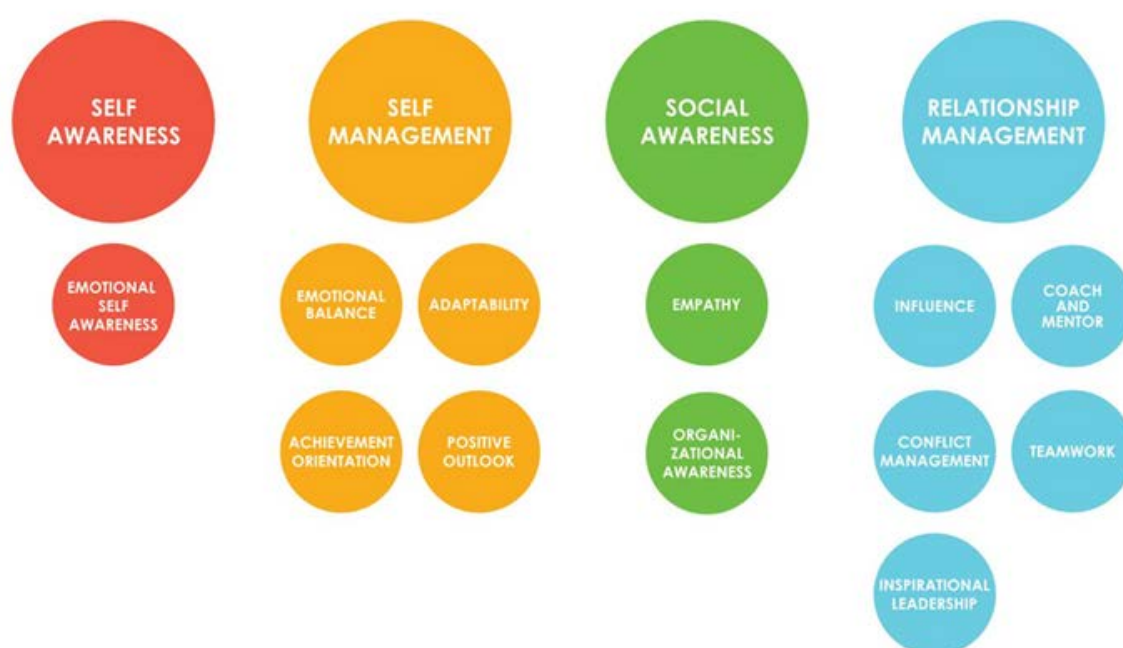 SELF
AWARENESS
SELF
MANAGEMENT
SOCIAL
AWARENESS
RELATIONSHIP
MANAGEMENT
EMOTIONAL
SELF
AWARENESS
EMOTIONAL
BALANCE
ADAPTABILITY
EMPATHY
INFLUENCE
COACH
AND
MENTOR
ACHIEVEMENT
ORIENTATION
POSITIVE
OUTLOOK
ORGANI-
ZATIONAL
AWARENESS
CONFLICT
MANAGEMENT
TEAMWORK
INSPIRATIONAL
LEADERSHIP